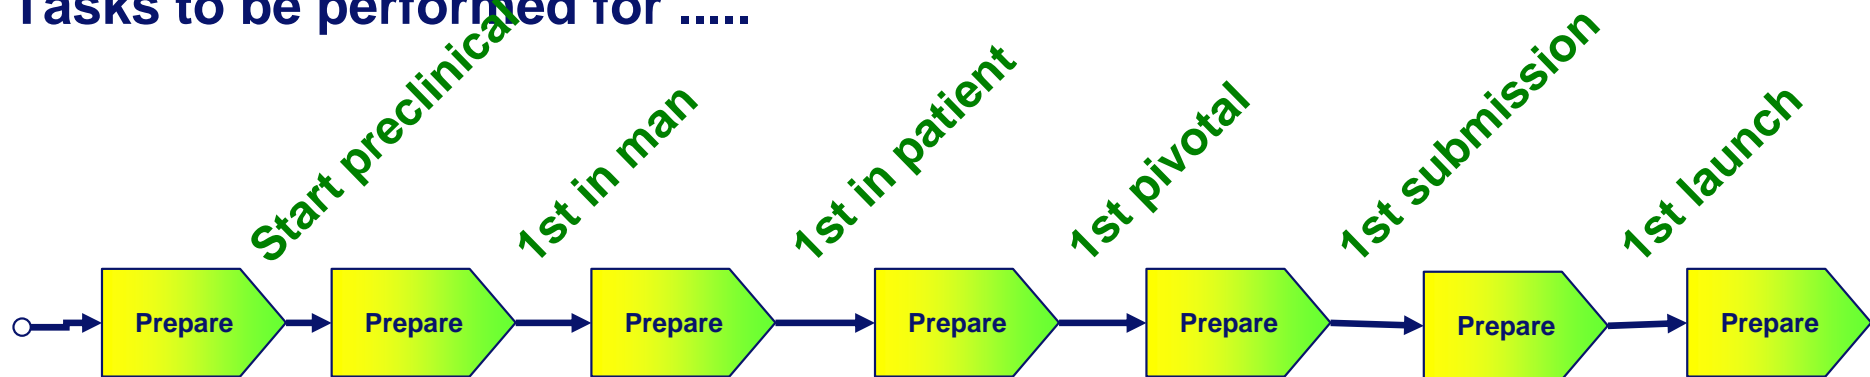 Tasks to be performed for .....
Start preclinical
1st in man
1st in patient
1st pivotal
1st submission
1st launch
Prepare
Prepare
Prepare
Prepare
Prepare
Prepare
Prepare